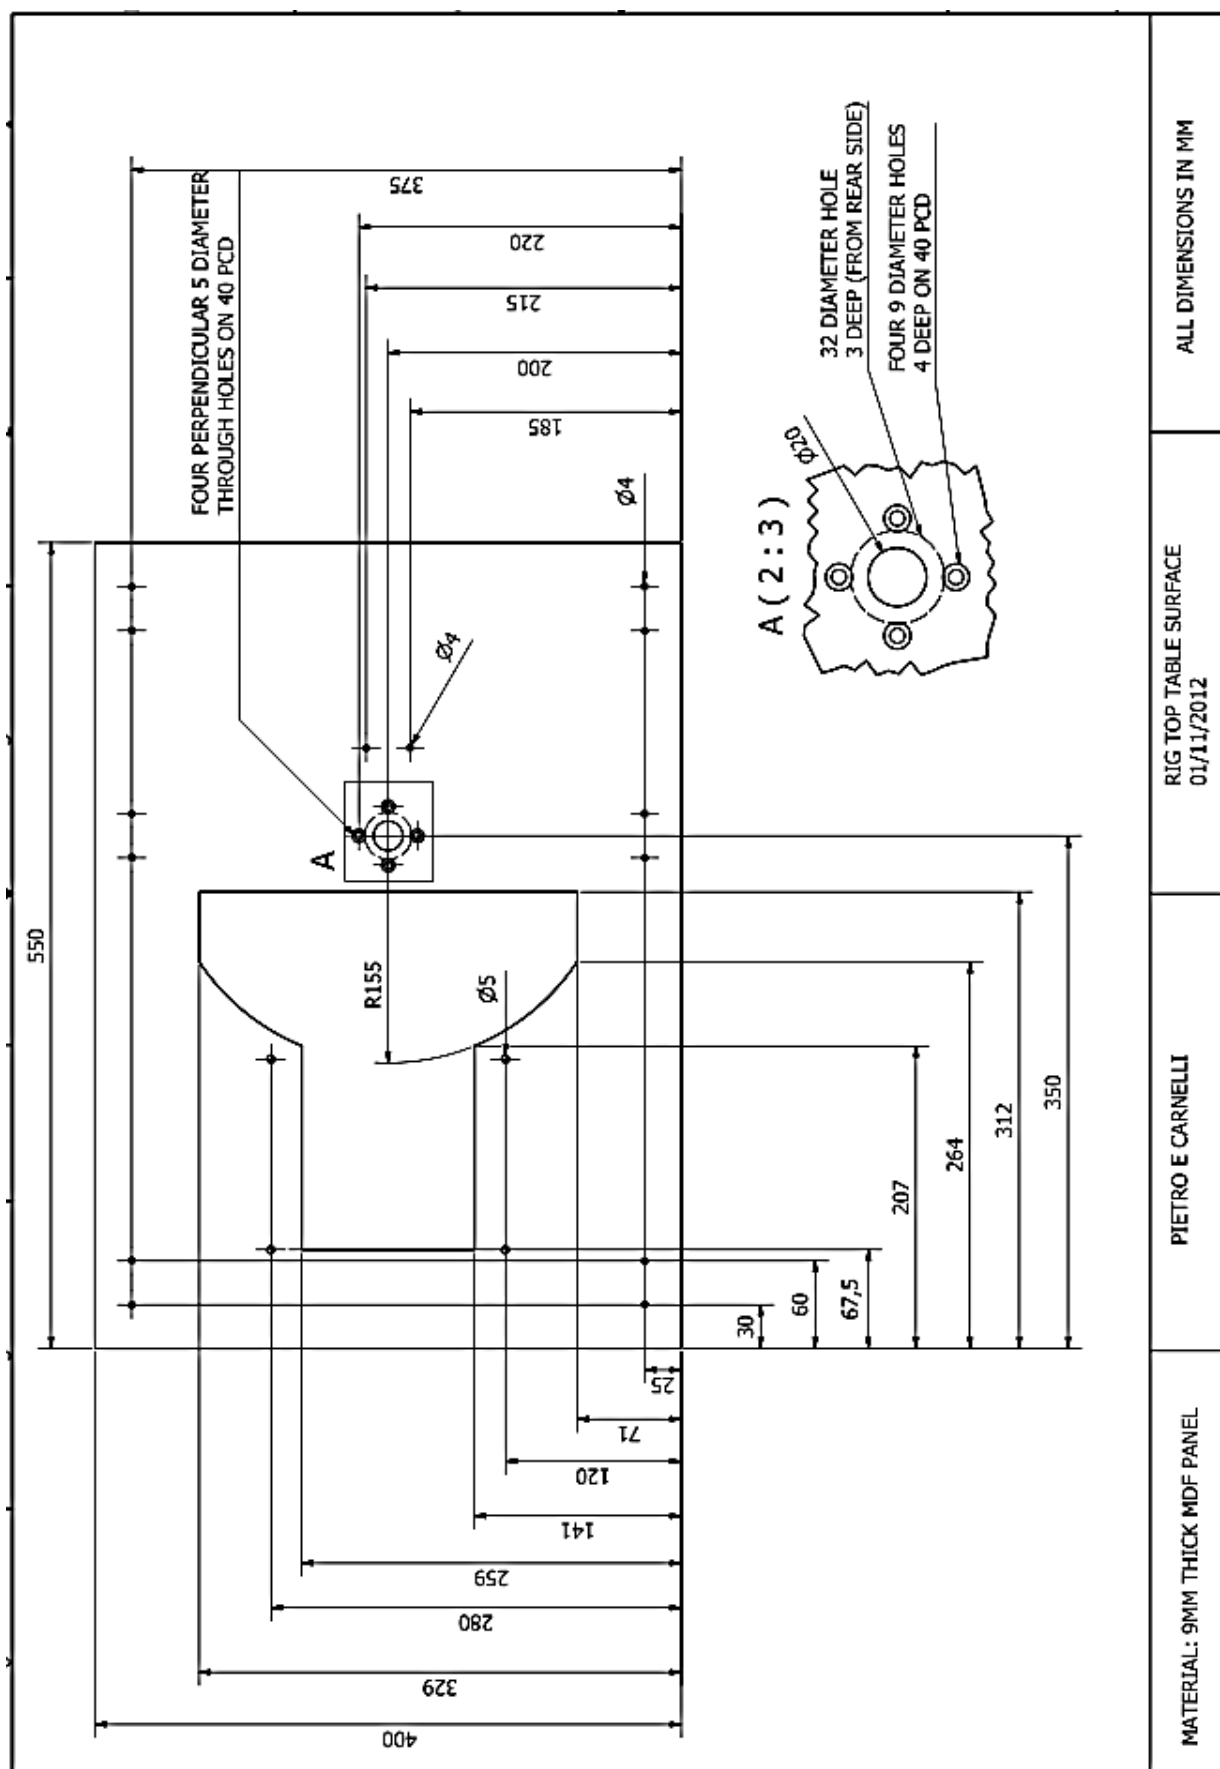 FOUR PERPENDICULAR 5 DIAMETER
THROUGH HOLES ON 40 PCD
375
220
215
200
185
Ø4
Ø4
550
A
R155
Ø5
A ( 2 : 3 )
ϕ20
32 DIAMETER HOLE
3 DEEP (FROM REAR SIDE)
FOUR 9 DIAMETER HOLES
4 DEEP ON 40 PCD
30
60
67,5
207
264
312
350
25
71
120
141
259
280
329
400
MATERIAL: 9MM THICK MDF PANEL
PIETRO E CARNELLI
RIG TOP TABLE SURFACE
01/11/2012
ALL DIMENSIONS IN MM